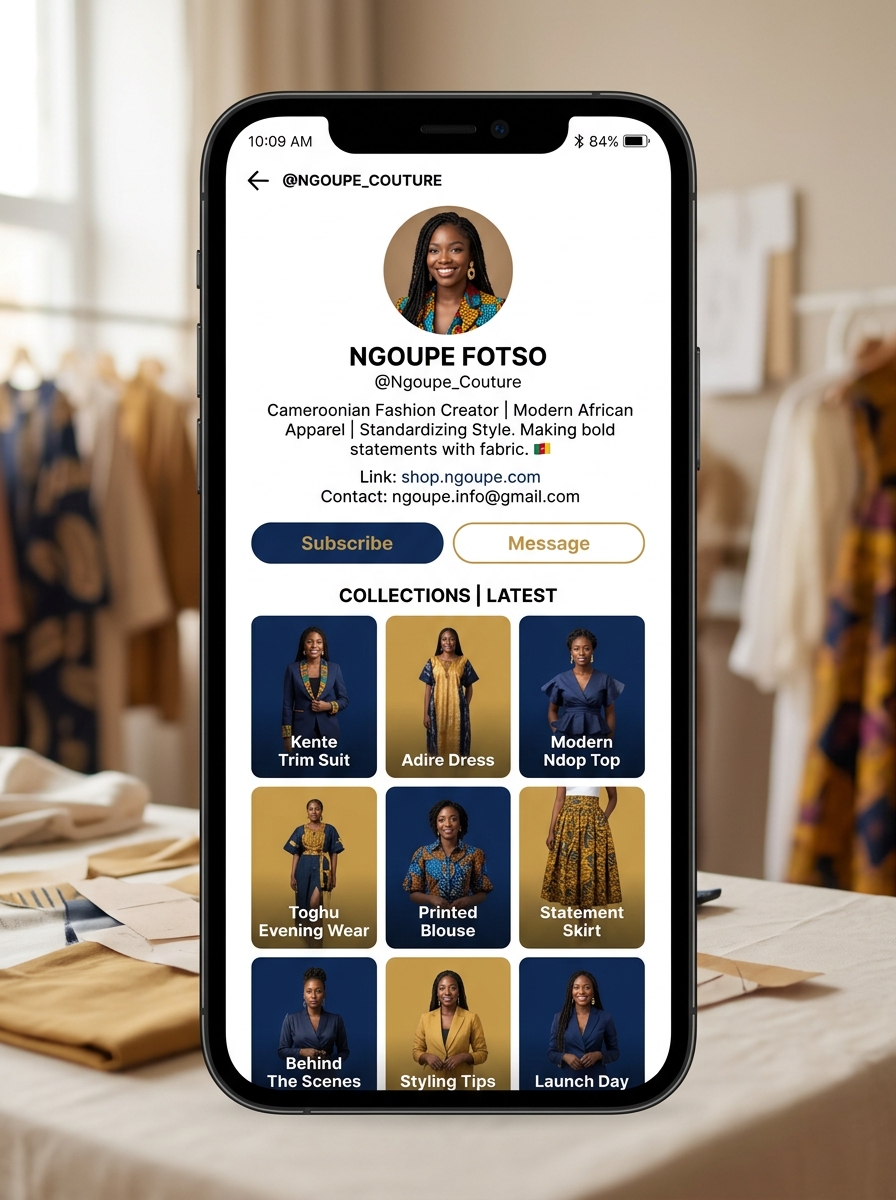 10:09 AM
84%
@NGOUPE_COUTURE
NGOUPE FOTSO
@Ngoupe_Couture
Cameroonian Fashion Creator | Modern African
Apparel | Standardizing Style. Making bold
statements with fabric. 🇨🇲
Link: shop.ngoupe.com
Contact: ngoupe.info@gmail.com
Subscribe
Message
COLLECTIONS | LATEST
Kente
Trim Suit
Adire Dress
Modern
Ndop Top
Toghu
Evening Wear
Printed
Blouse
Statement
Skirt
Behind
The Scenes
Styling Tips
Launch Day